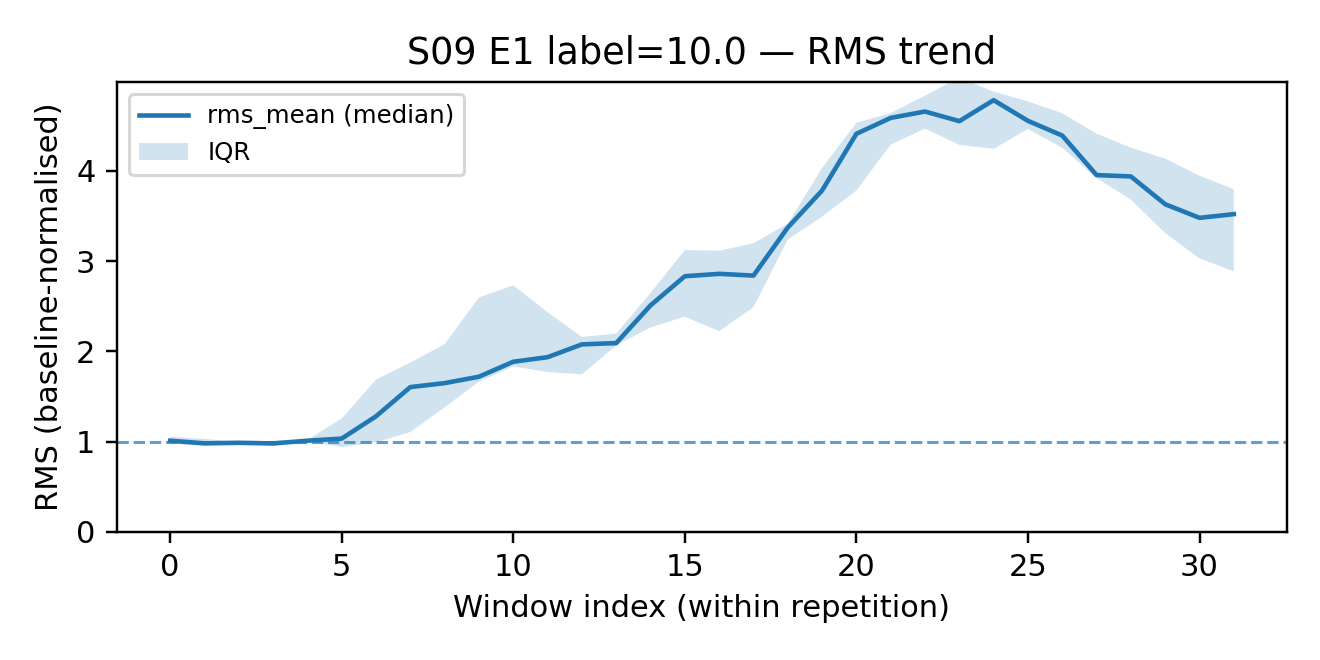 S09 E1 label=10.0 — RMS trend
rms_mean (median)
IQR
RMS (baseline-normalised)
4
3
2
1
0
0 5 10 15 20 25 30
Window index (within repetition)